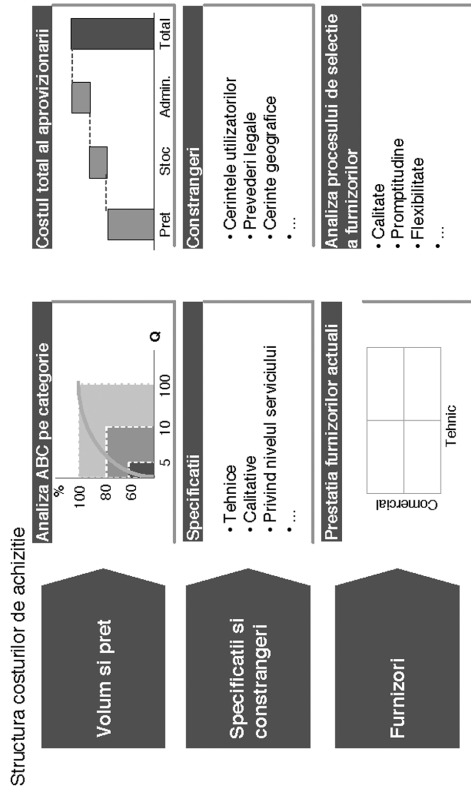 Structura costurilor de achizitie
Volum si pret
Analiza ABC pe categorie
%
100
80
60
5
10
100
Q
Costul total al aprovizionarii
Pret
Stoc
Admin.
Total
Specificatii si
constrangeri
Specificatii
• Tehnice
• Calitative
• Privind nivelul serviciului
• ...
Constrangeri
• Cerintele utilizatorilor
• Prevederi legale
• Cerinte geografice
• ...
Furnizori
Prestatia furnizorilor actuali
Comercial
Tehnic
Analiza procesului de selectie
a furnizorilor
• Calitate
• Promptitudine
• Flexibilitate
• ...